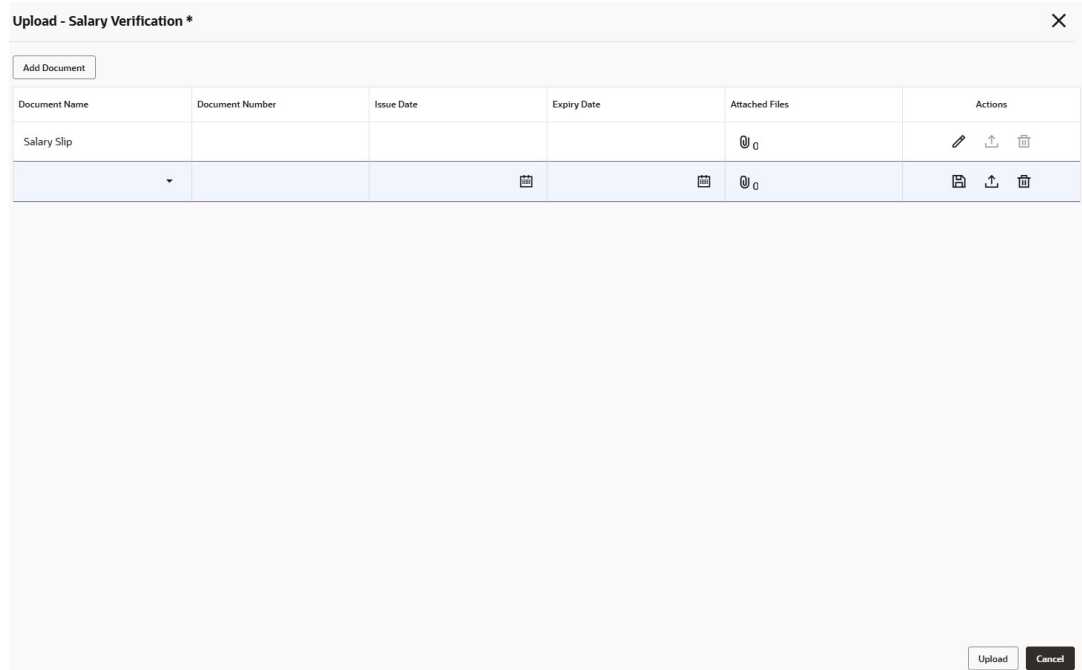 Upload - Salary Verification *
Add Document
Document Name Document Number Issue Date Expiry Date Attached Files Actions
Salary Slip 0
0
Upload Cancel